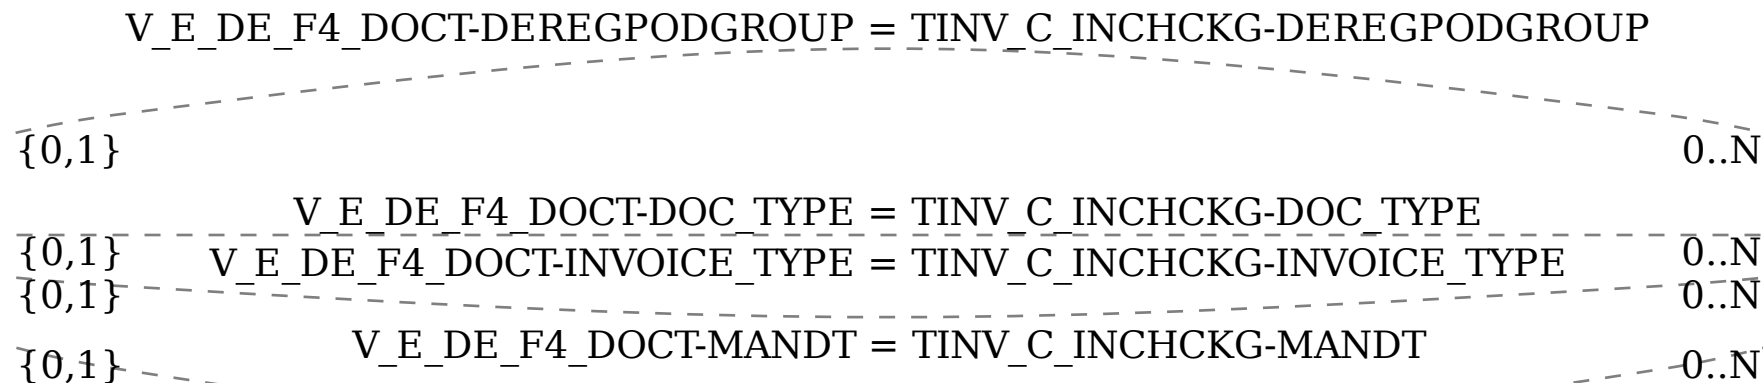 V_E_DE_F4_DOCT-DEREGPODGROUP = TINV_C_INCHCKG-DEREGPODGROUP
{0,1} 0..N
V_E_DE_F4_DOCT-DOC_TYPE = TINV_C_INCHCKG-DOC_TYPE
{0,1} 0..N
V_E_DE_F4_DOCT-INVOICE_TYPE = TINV_C_INCHCKG-INVOICE_TYPE
{0,1} 0..N
V_E_DE_F4_DOCT-MANDT = TINV_C_INCHCKG-MANDT
{0,1} 0..N